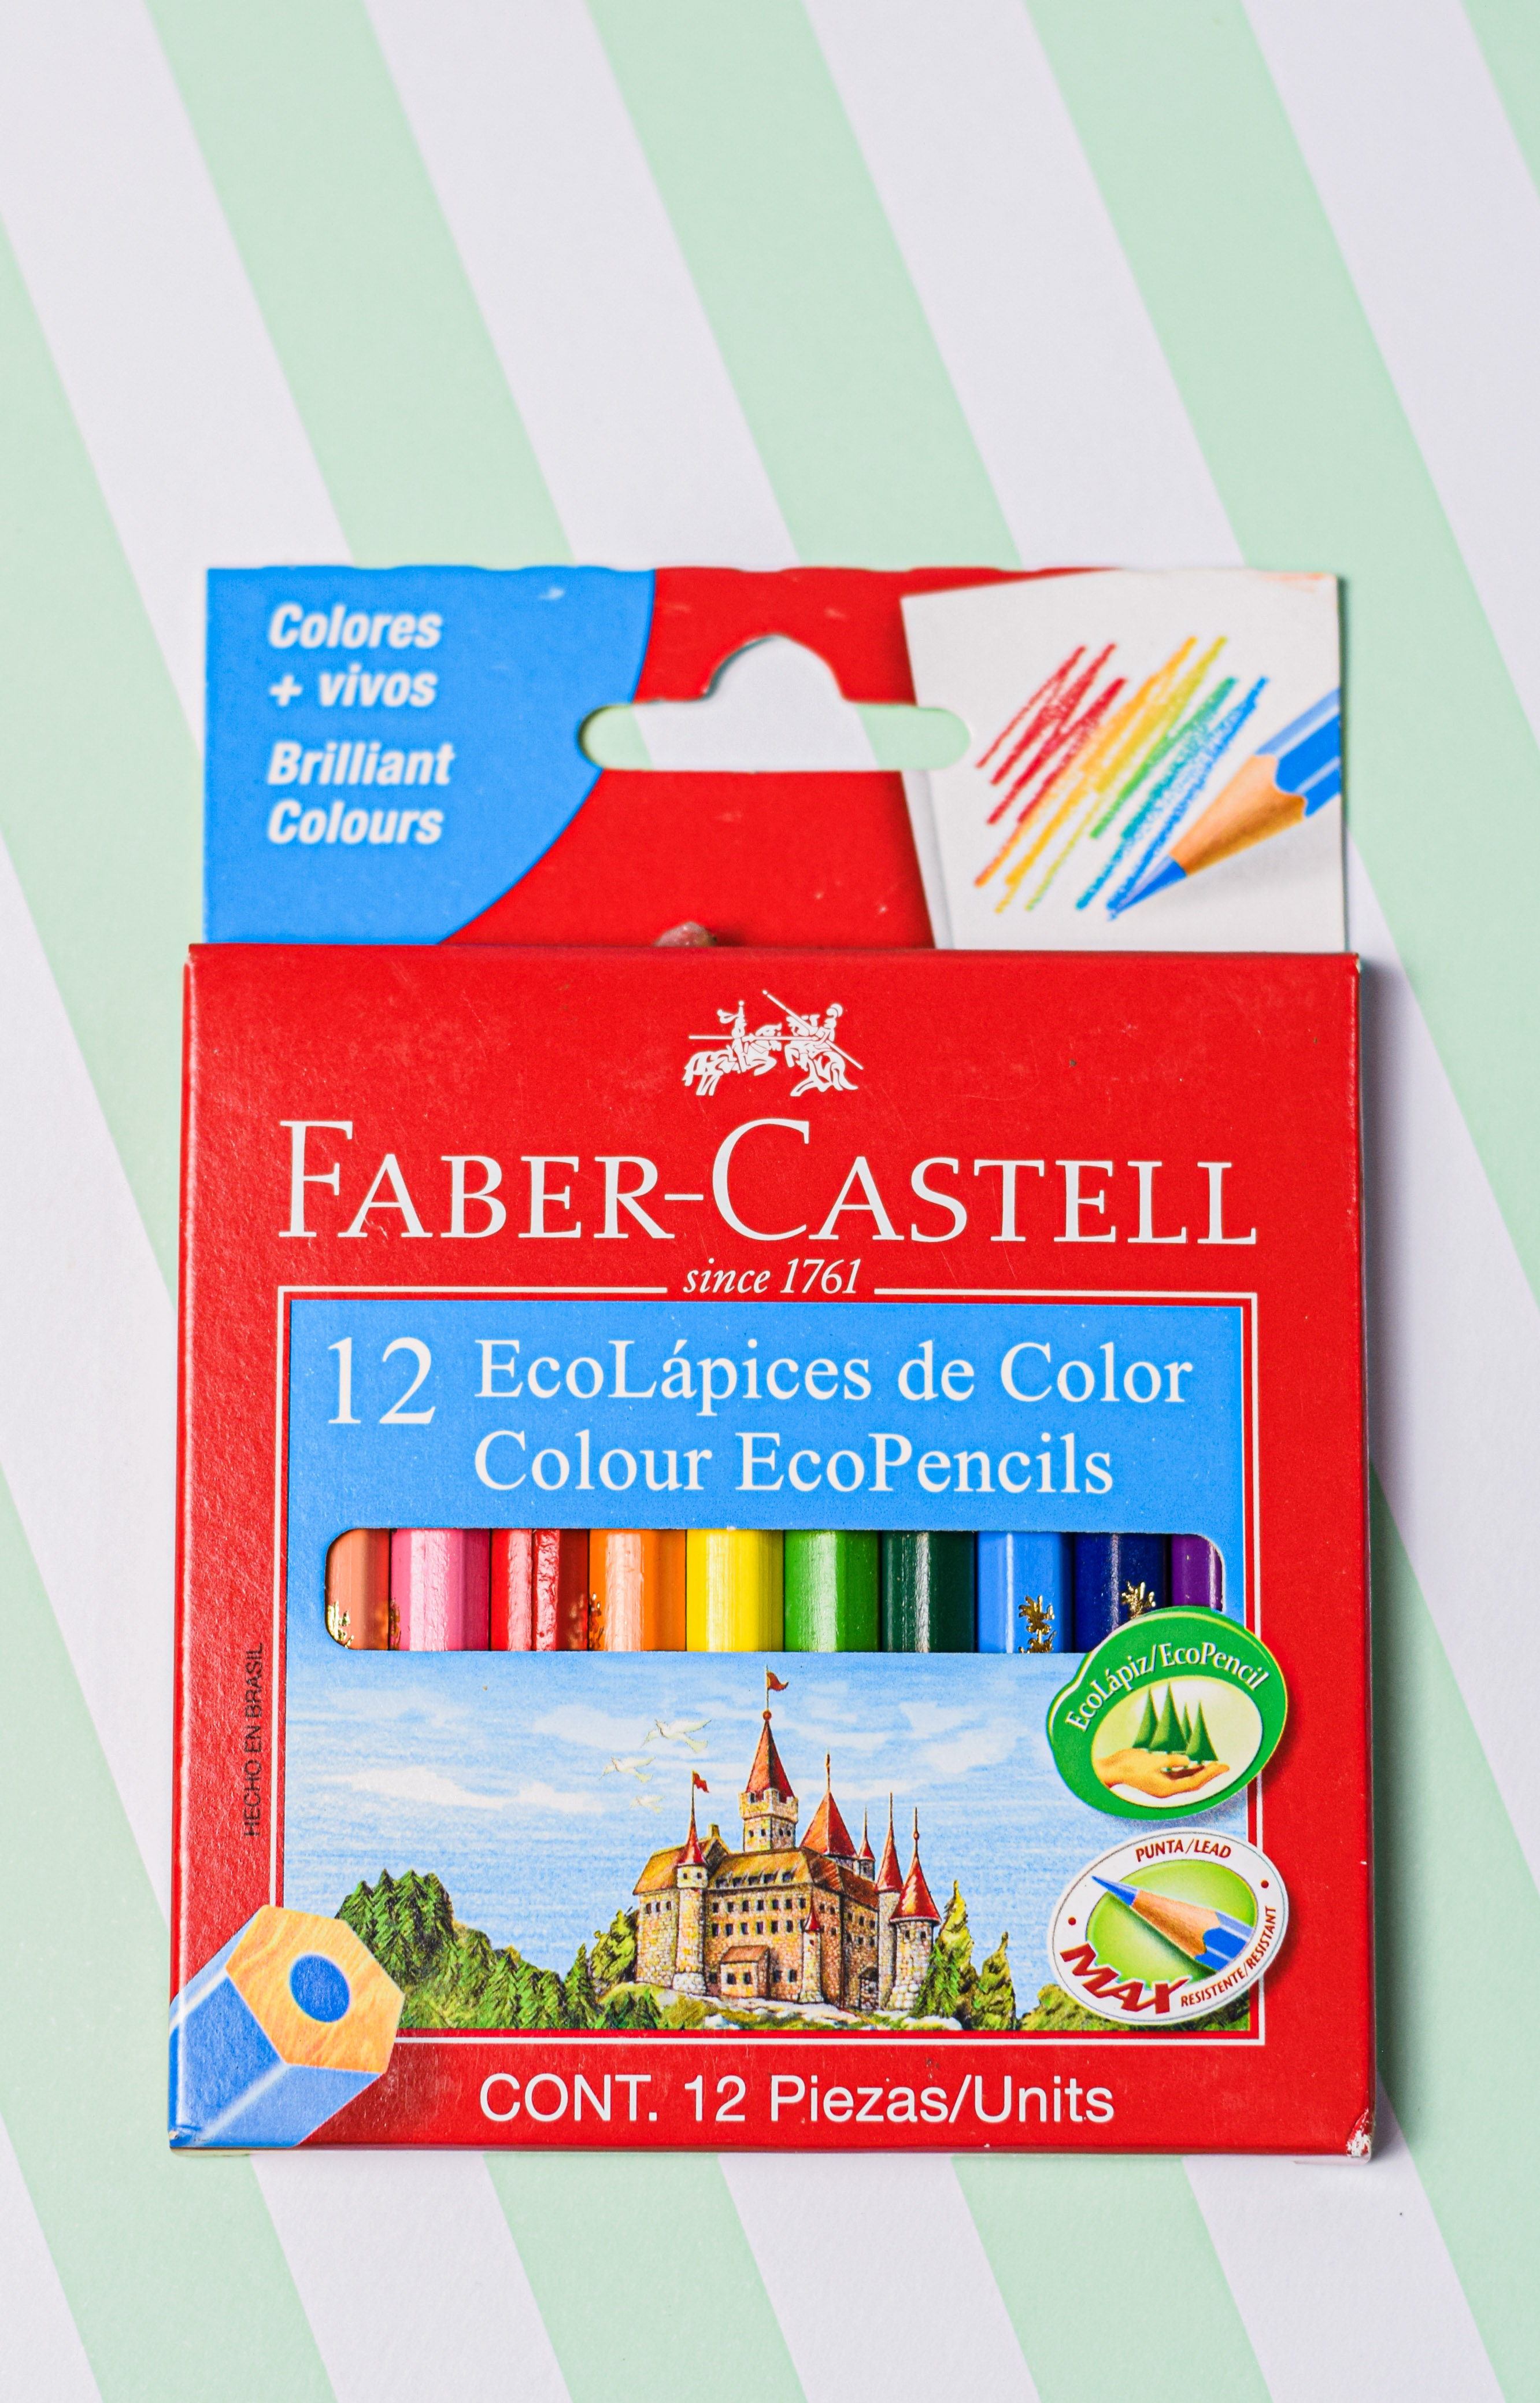 Colores
+ vivos
Brilliant
Colours
FABER-CASTELL
since 1761
12 EcoLápices de Color
Colour EcoPencils
EcoLápiz/EcoPencil
HECHO EN BRASIL
PUNTA/LEAD
MAX
RESISTENTE/RESISTANT
CONT. 12 Piezas/Units